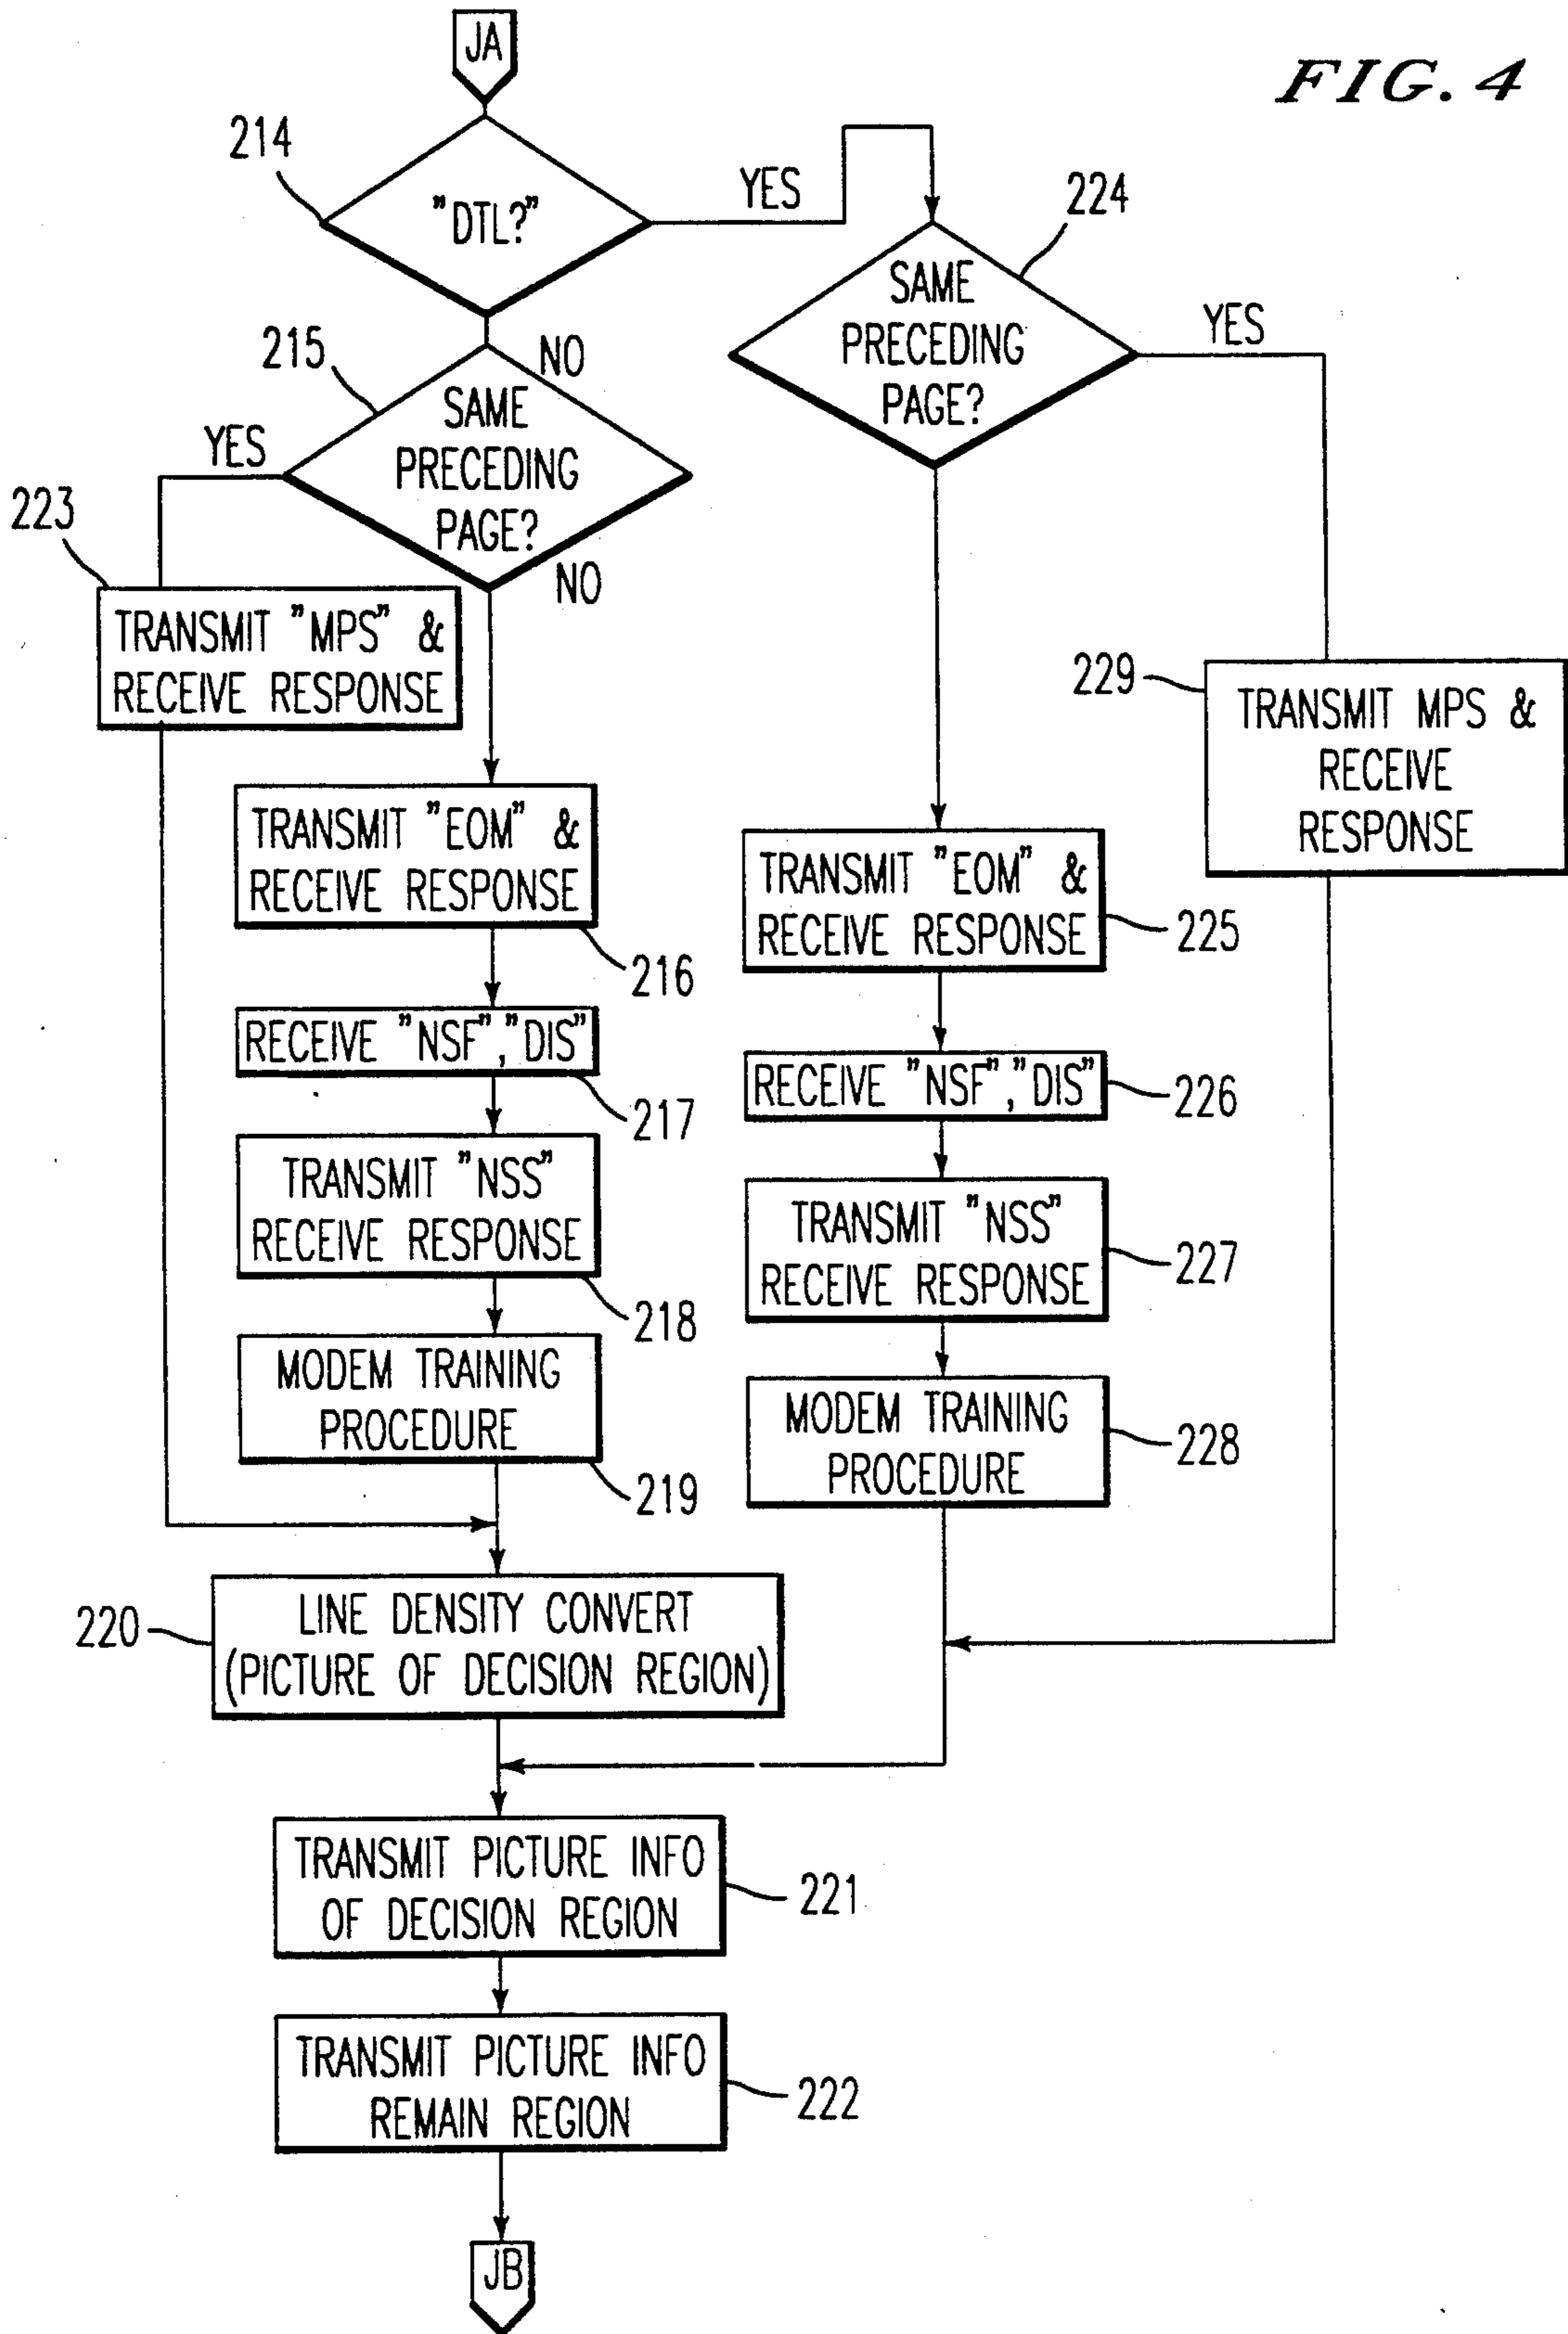 JA
FIG. 4
214
"DTL?"
YES
224
SAME
PRECEDING
PAGE?
YES
215
NO
SAME
PRECEDING
PAGE?
YES
NO
223
TRANSMIT "MPS" &
RECEIVE RESPONSE
229
TRANSMIT MPS &
RECEIVE
RESPONSE
TRANSMIT "EOM" &
RECEIVE RESPONSE
216
TRANSMIT "EOM" &
RECEIVE RESPONSE
225
RECEIVE "NSF", "DIS"
217
RECEIVE "NSF", "DIS"
226
TRANSMIT "NSS"
RECEIVE RESPONSE
218
TRANSMIT "NSS"
RECEIVE RESPONSE
227
MODEM TRAINING
PROCEDURE
219
MODEM TRAINING
PROCEDURE
228
220
LINE DENSITY CONVERT
(PICTURE OF DECISION REGION)
TRANSMIT PICTURE INFO
OF DECISION REGION
221
TRANSMIT PICTURE INFO
REMAIN REGION
222
JB